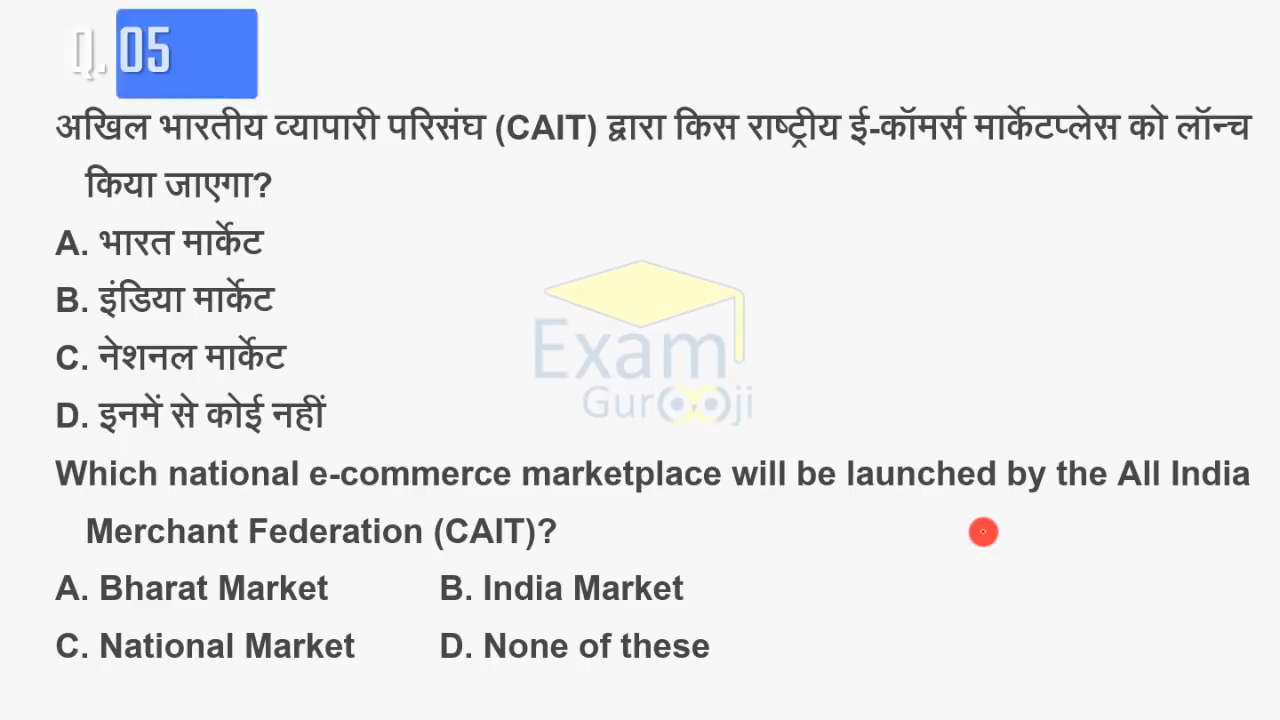 Q. 05
अखिल भारतीय व्यापारी परिसंघ (CAIT) द्वारा किस राष्ट्रीय ई-कॉमर्स मार्केटप्लेस को लॉन्च
किया जाएगा?
A. भारत मार्केट
B. इंडिया मार्केट
C. नेशनल मार्केट
D. इनमें से कोई नहीं
Exam
Gurooji
Which national e-commerce marketplace will be launched by the All India
Merchant Federation (CAIT)?
A. Bharat Market B. India Market
C. National Market D. None of these